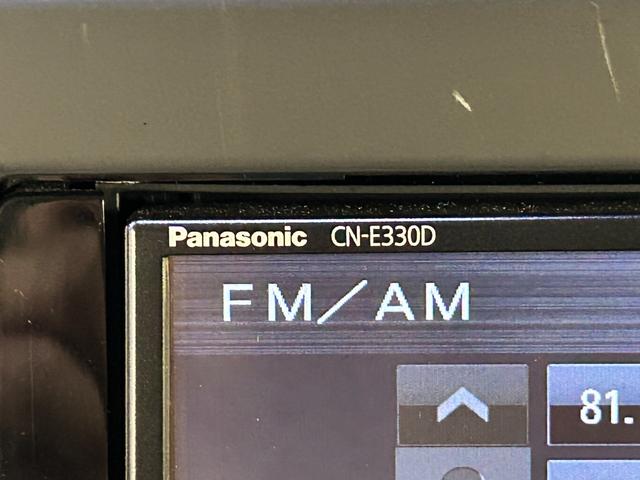 Panasonic CN-E330D
FM/AM
81.